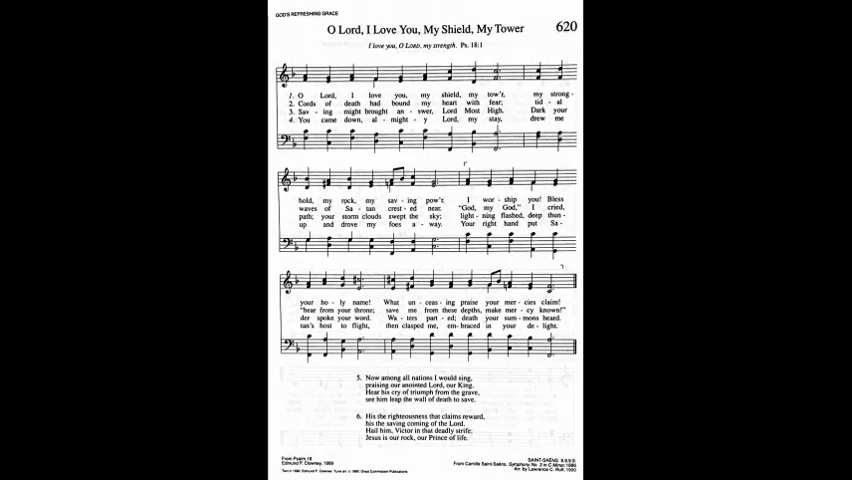 GOD'S REFRESHING GRACE
O Lord, I Love You, My Shield, My Tower 620
I love you, O LORD, my strength. Ps. 18:1
1. O Lord, I love you, my shield, my tow'r, my strong-
2. Cords of death had bound my heart with fear; tid - al
3. Sav - ing might brought an - swer, Lord Most High. Dark your
4. You came down, al - might - y Lord, my stay, drew me
hold, my rock, my sav - ing pow'r. I wor - ship you! Bless
waves of Sa - tan crest - ed near. "God, my God," I cried,
path; your storm clouds swept the sky; light - ning flashed, deep thun -
up and drove my foes a - way. Your right hand put Sa -
your ho - ly name! What un - ceas - ing praise your mer - cies claim!
"hear from your throne; save me from these depths, make mer - cy known!"
der spoke your word. Wa - ters part - ed; death your sum - mons heard.
tan's host to flight, then clasped me, em - braced in your de - light.
5. Now among all nations I would sing,
praising our anointed Lord, our King.
Hear his cry of triumph from the grave,
see him leap the wall of death to save.
6. His the righteousness that claims reward,
his the saving coming of the Lord.
Hail him, Victor in that deadly strife:
Jesus is our rock, our Prince of life.
From Psalm 18
Edmund P. Clowney, 1989
SAINT-SAËNS 9.9.9.9.
From Camille Saint-Saëns, Symphony No. 3 in C Minor, 1886
Arr. by Lawrence C. Roff, 1990